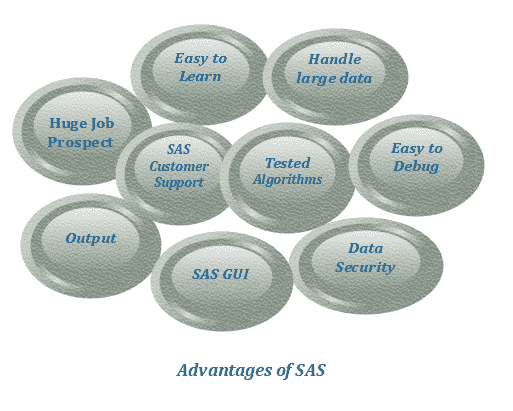 Easy to
Learn
Handle
large data
Huge Job
Prospect
SAS
Customer
Support
Tested
Algorithms
Easy to
Debug
Output
SAS GUI
Data
Security
Advantages of SAS